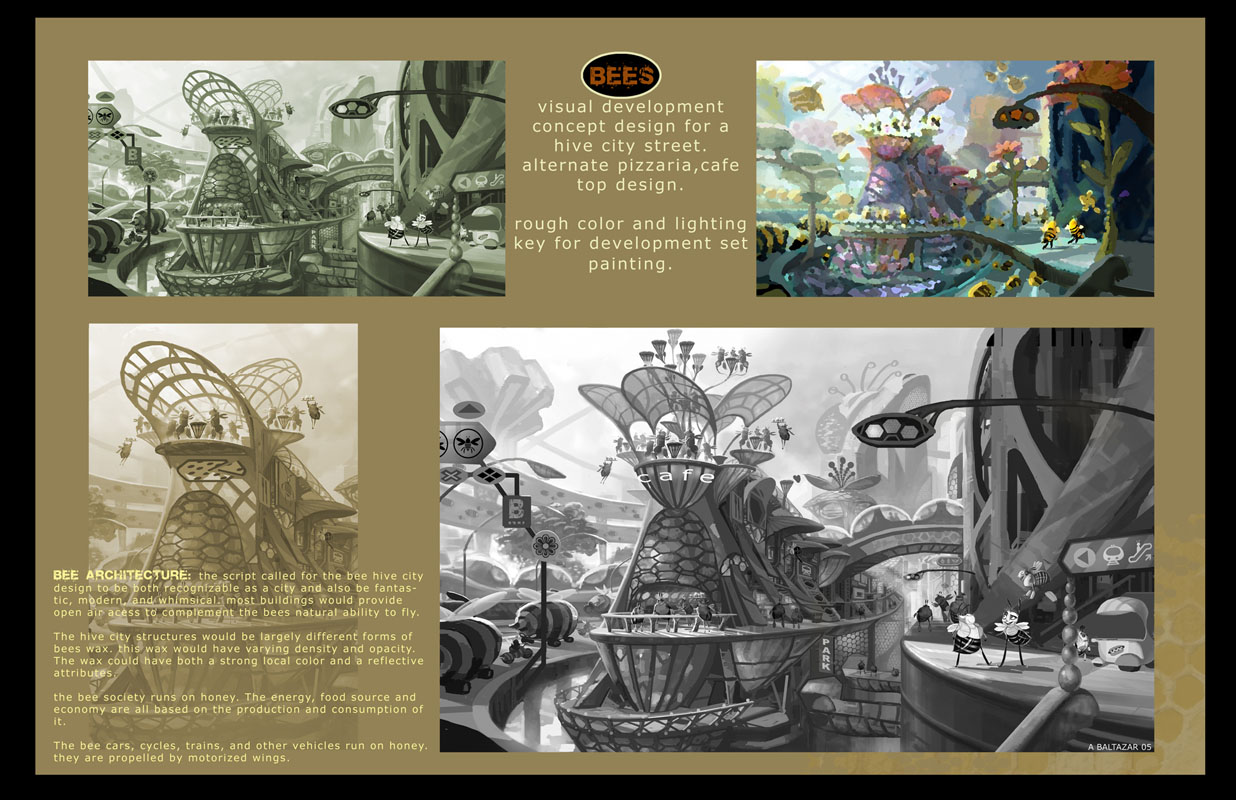 BEES
visual development
concept design for a
hive city street.
alternate pizzaria,cafe
top design.
rough color and lighting
key for development set
painting.
B
PARK
cafe
B
PARK
BEE ARCHITECTURE: the script called for the bee hive city
design to be both recognizable as a city and also be fantas-
tic, modern, and whimsical. most buildings would provide
open air acess to complement the bees natural ability to fly.
The hive city structures would be largely different forms of
bees wax. this wax would have varying density and opacity.
The wax could have both a strong local color and a reflective
attributes.
the bee society runs on honey. The energy, food source and
economy are all based on the production and consumption of
it.
The bee cars, cycles, trains, and other vehicles run on honey.
they are propelled by motorized wings.
A BALTAZAR 05